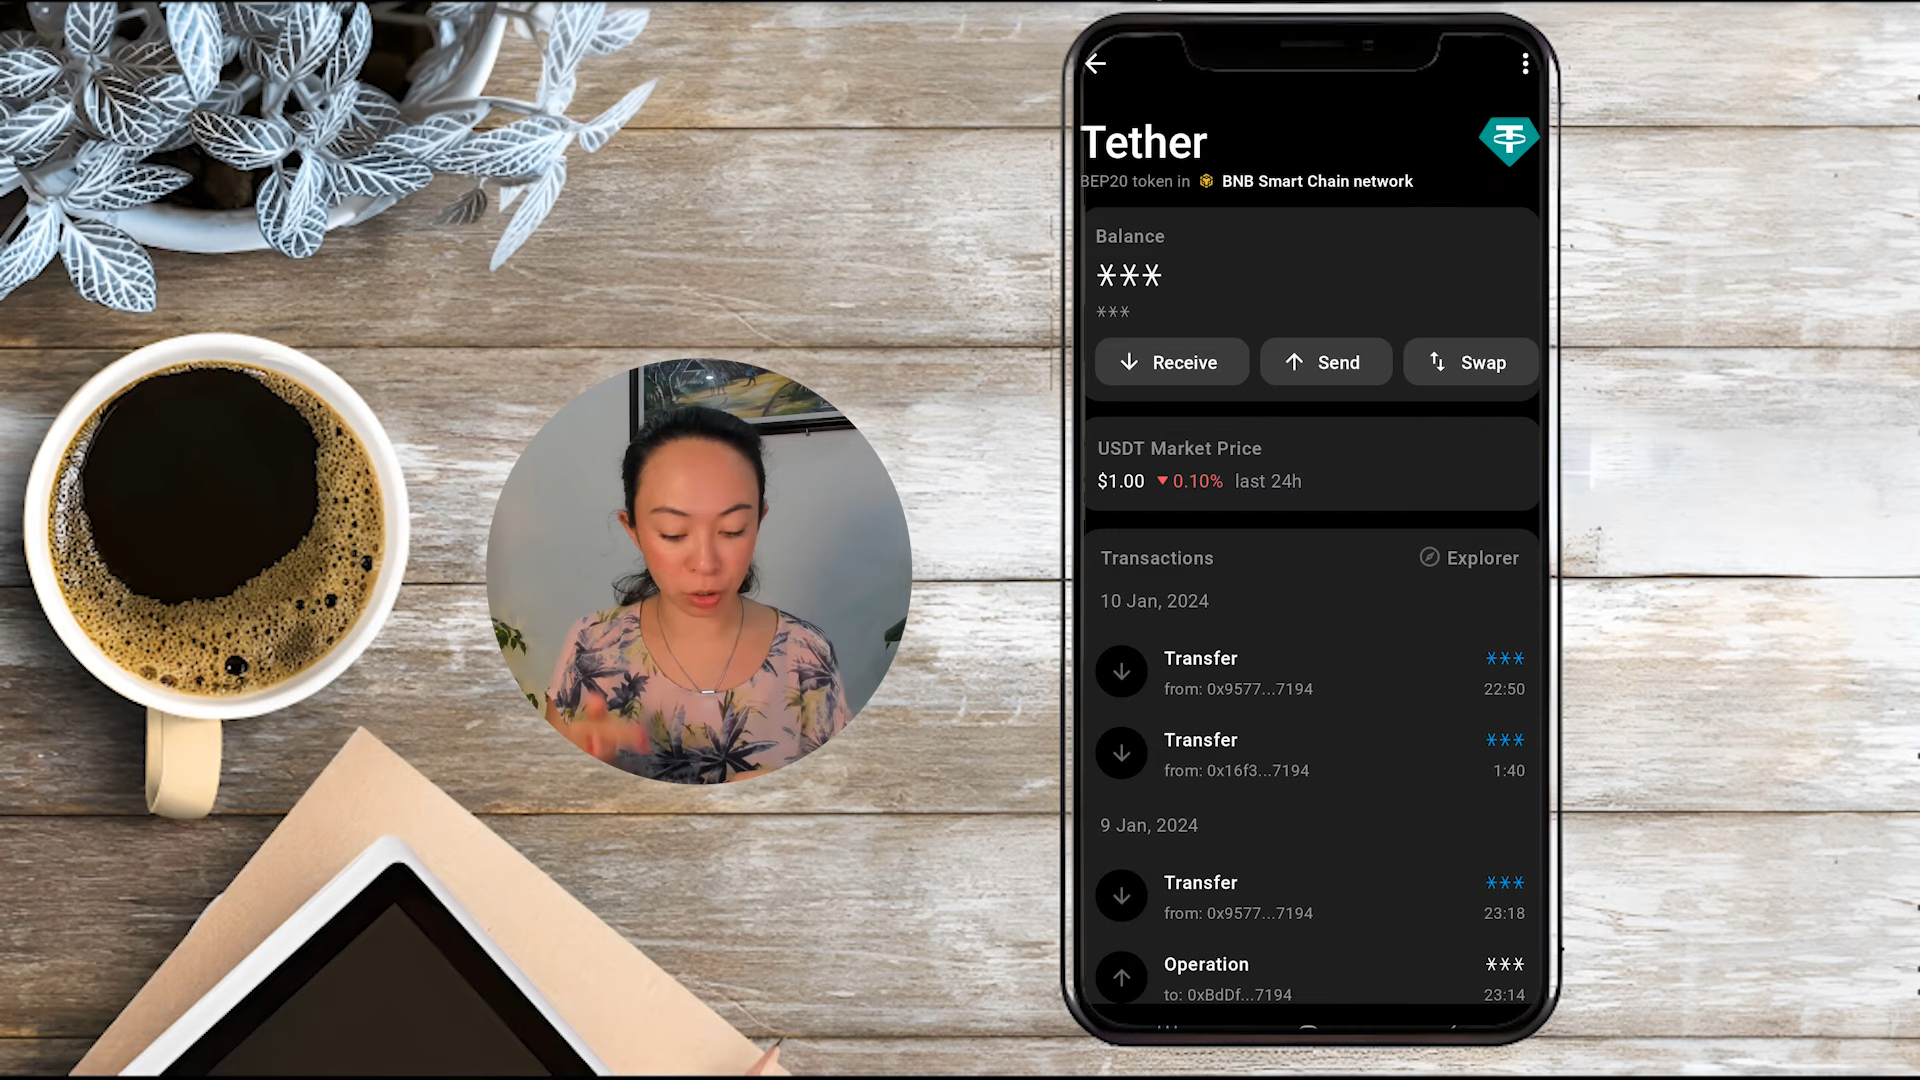 Tether
BEP20 token in BNB Smart Chain network
Balance
***
***
Receive Send Swap
USDT Market Price
$1.00 ▼0.10% last 24h
Transactions Explorer
10 Jan, 2024
Transfer ***
from: 0x9577...7194 22:50
Transfer ***
from: 0x16f3...7194 1:40
9 Jan, 2024
Transfer ***
from: 0x9577...7194 23:18
Operation ***
to: 0xBdDf...7194 23:14